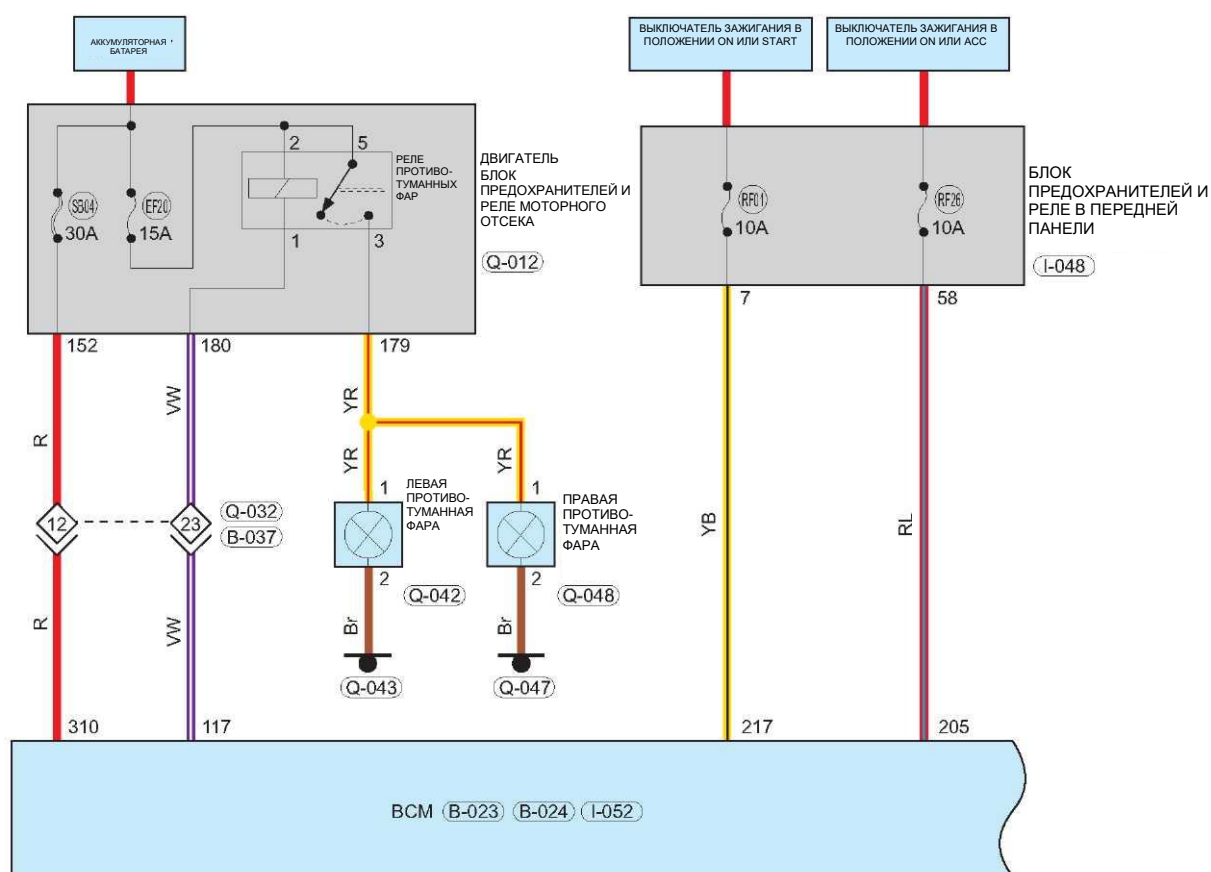 АККУМУЛЯТОРНАЯ
БАТАРЕЯ
ВЫКЛЮЧАТЕЛЬ ЗАЖИГАНИЯ В
ПОЛОЖЕНИИ ON ИЛИ START
ВЫКЛЮЧАТЕЛЬ ЗАЖИГАНИЯ В
ПОЛОЖЕНИИ ON ИЛИ ACC
2
5
РЕЛЕ
ПРОТИВО-
ТУМАННЫХ
ФАР
1
3
SB04
30A
EF20
15A
ДВИГАТЕЛЬ
БЛОК
ПРЕДОХРАНИТЕЛЕЙ И
РЕЛЕ МОТОРНОГО
ОТСЕКА
Q-012
RF01
10A
RF26
10A
БЛОК
ПРЕДОХРАНИТЕЛЕЙ И
РЕЛЕ В ПЕРЕДНЕЙ
ПАНЕЛИ
I-048
7
58
152
180
179
R
VW
YR
YR
YR
12
23
Q-032
B-037
1
ЛЕВАЯ
ПРОТИВО-
ТУМАННАЯ
ФАРА
2
Q-042
1
ПРАВАЯ
ПРОТИВО-
ТУМАННАЯ
ФАРА
2
Q-048
YB
RL
R
VW
Br
Br
Q-043
Q-047
310
117
217
205
BCM B-023 B-024 I-052